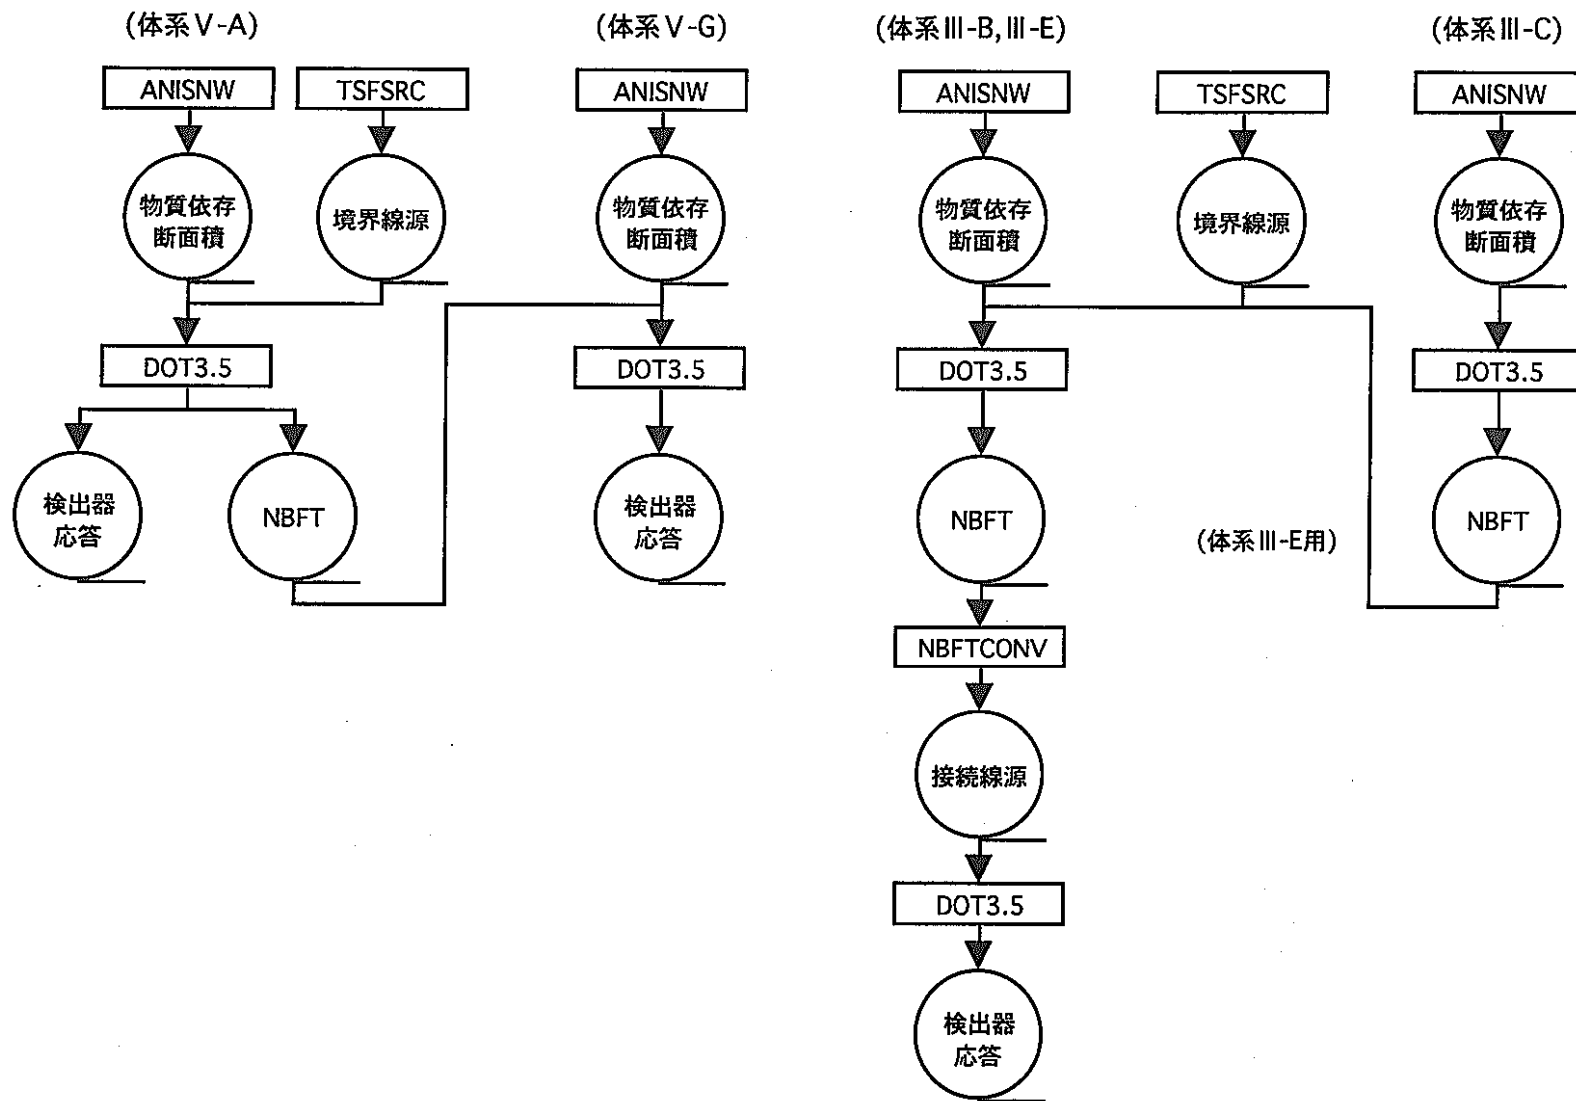 (体系Ⅴ-A)
(体系Ⅴ-G)
(体系Ⅲ-B,Ⅲ-E)
(体系Ⅲ-C)
ANISNW
TSFSRC
ANISNW
ANISNW
TSFSRC
ANISNW
物質依存
断面積
境界線源
物質依存
断面積
物質依存
断面積
境界線源
物質依存
断面積
DOT3.5
DOT3.5
DOT3.5
DOT3.5
検出器
応答
NBFT
検出器
応答
NBFT
(体系Ⅲ-E用)
NBFT
NBFTCONV
接続線源
DOT3.5
検出器
応答